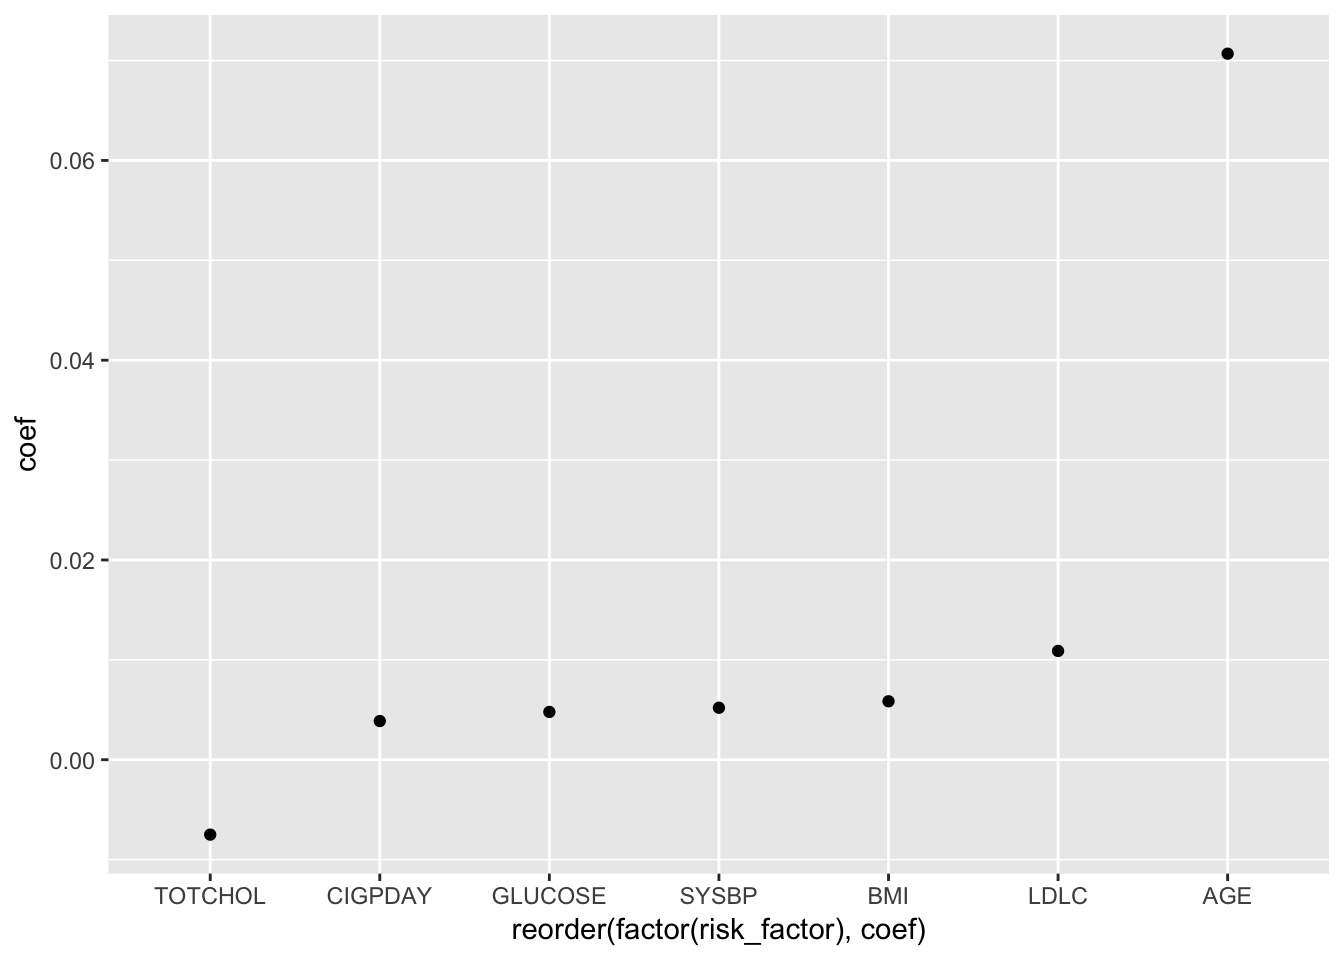 coef
0.06
0.04
0.02
0.00
TOTCHOL CIGPDAY GLUCOSE SYSBP BMI LDLC AGE
reorder(factor(risk_factor), coef)